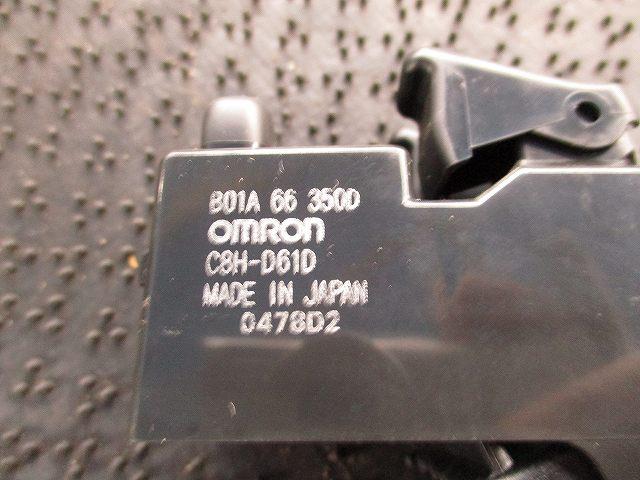 B01A 66 350D
OMRON
C8H-D61D
MADE IN JAPAN
0478D2